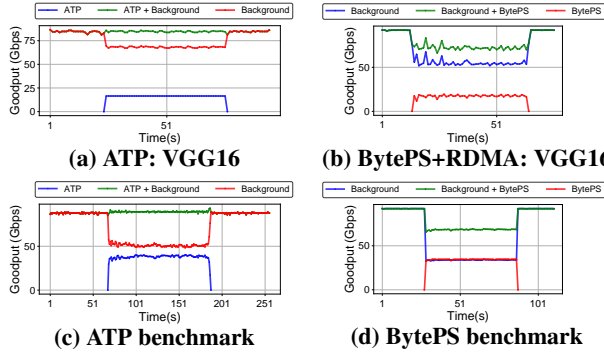 ATP ATP + Background Background
Goodput (Gbps)
75
50
25
0
1 51
Time(s)
(a) ATP: VGG16
Background Background + BytePS BytePS
Goodput (Gbps)
50
0
1 51
Time(s)
(b) BytePS+RDMA: VGG16
ATP ATP + Background Background
Goodput (Gbps)
50
0
1 51 101 151 201 251
Time(s)
(c) ATP benchmark
Background Background + BytePS BytePS
Goodput (Gbps)
50
0
1 51 101
Time(s)
(d) BytePS benchmark